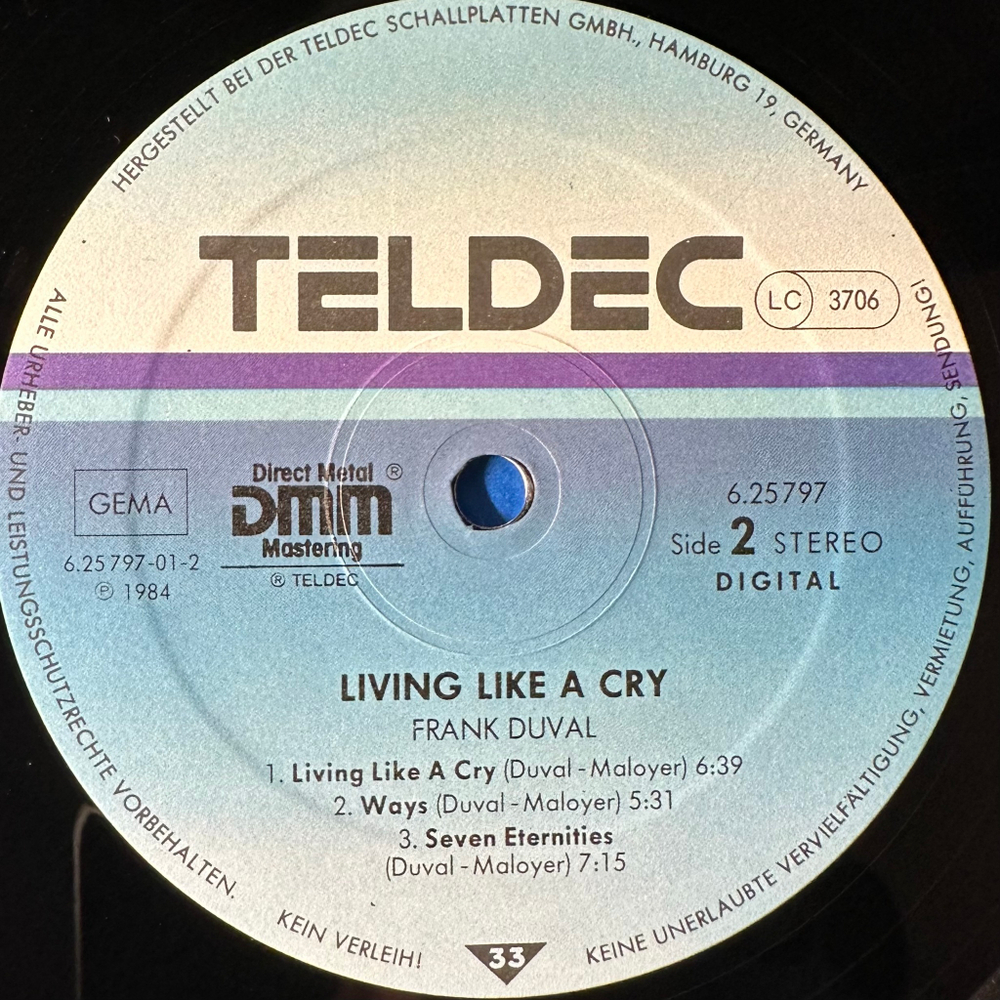 HERGESTELLT BEI DER TELDEC SCHALLPLATTEN GMBH., HAMBURG 19, GERMANY
TELDEC
LC 3706
GEMA
6.25797-01-2
℗ 1984
Direct Metal ®
DMM
Mastering
® TELDEC
6.25797
Side 2 STEREO
DIGITAL
LIVING LIKE A CRY
FRANK DUVAL
1. Living Like A Cry (Duval-Maloyer) 6:39
2. Ways (Duval-Maloyer) 5:31
3. Seven Eternities
(Duval-Maloyer) 7:15
ALLE URHEBER- UND LEISTUNGSSCHUTZRECHTE VORBEHALTEN.
KEIN VERLEIH!
33
KEINE UNERLAUBTE VERVIELFÄLTIGUNG, VERMIETUNG, AUFFÜHRUNG, SENDUNG!